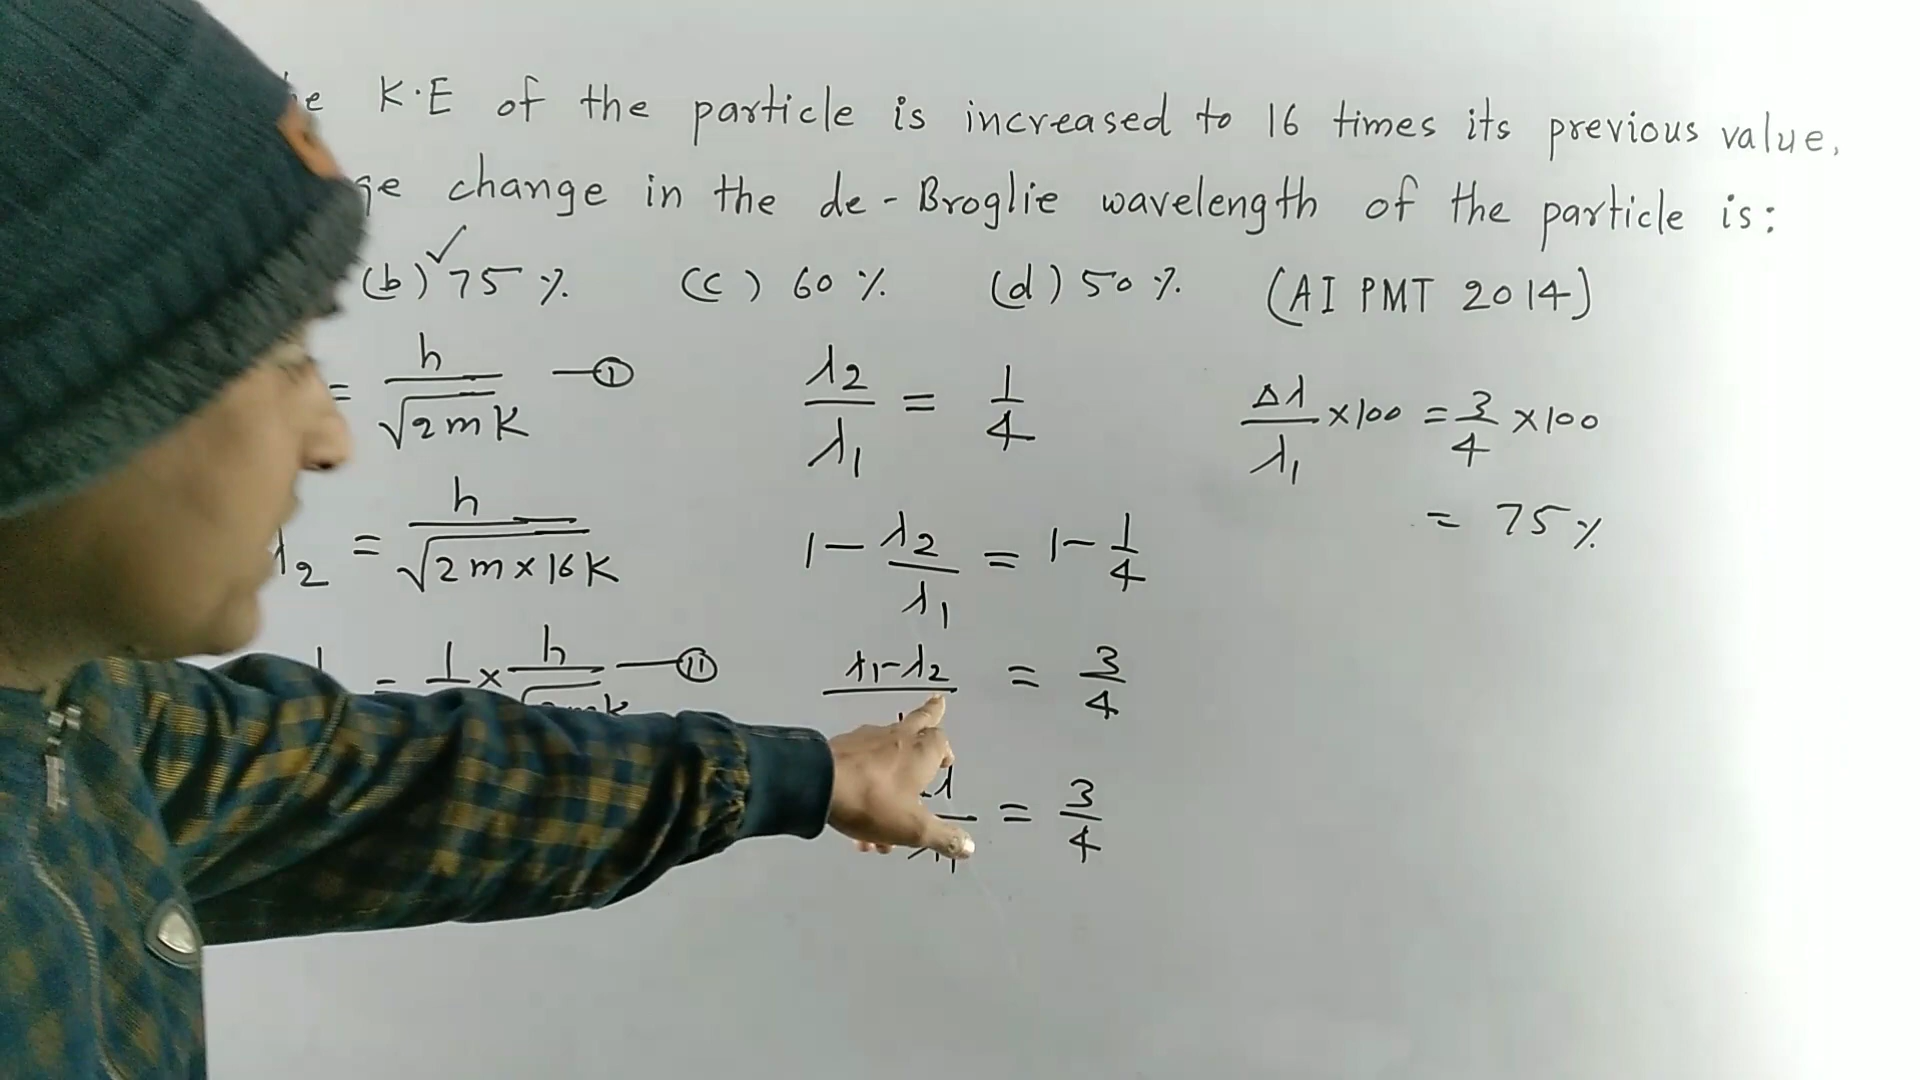 K.E of the particle is increased to 16 times its previous value,
change in the de-Broglie wavelength of the particle is:
(b) ✓ 75 % (c) 60 % (d) 50 % (AI PMT 2014)
= h/√2mK —①
λ2 = h/√2m×16K
= 1 × h/ —⑪
λ2/λ1 = 1/4
1 - λ2/λ1 = 1 - 1/4
λ1-λ2 = 3/4
= 3/4
Δλ/λ1 ×100 = 3/4 ×100
= 75 %